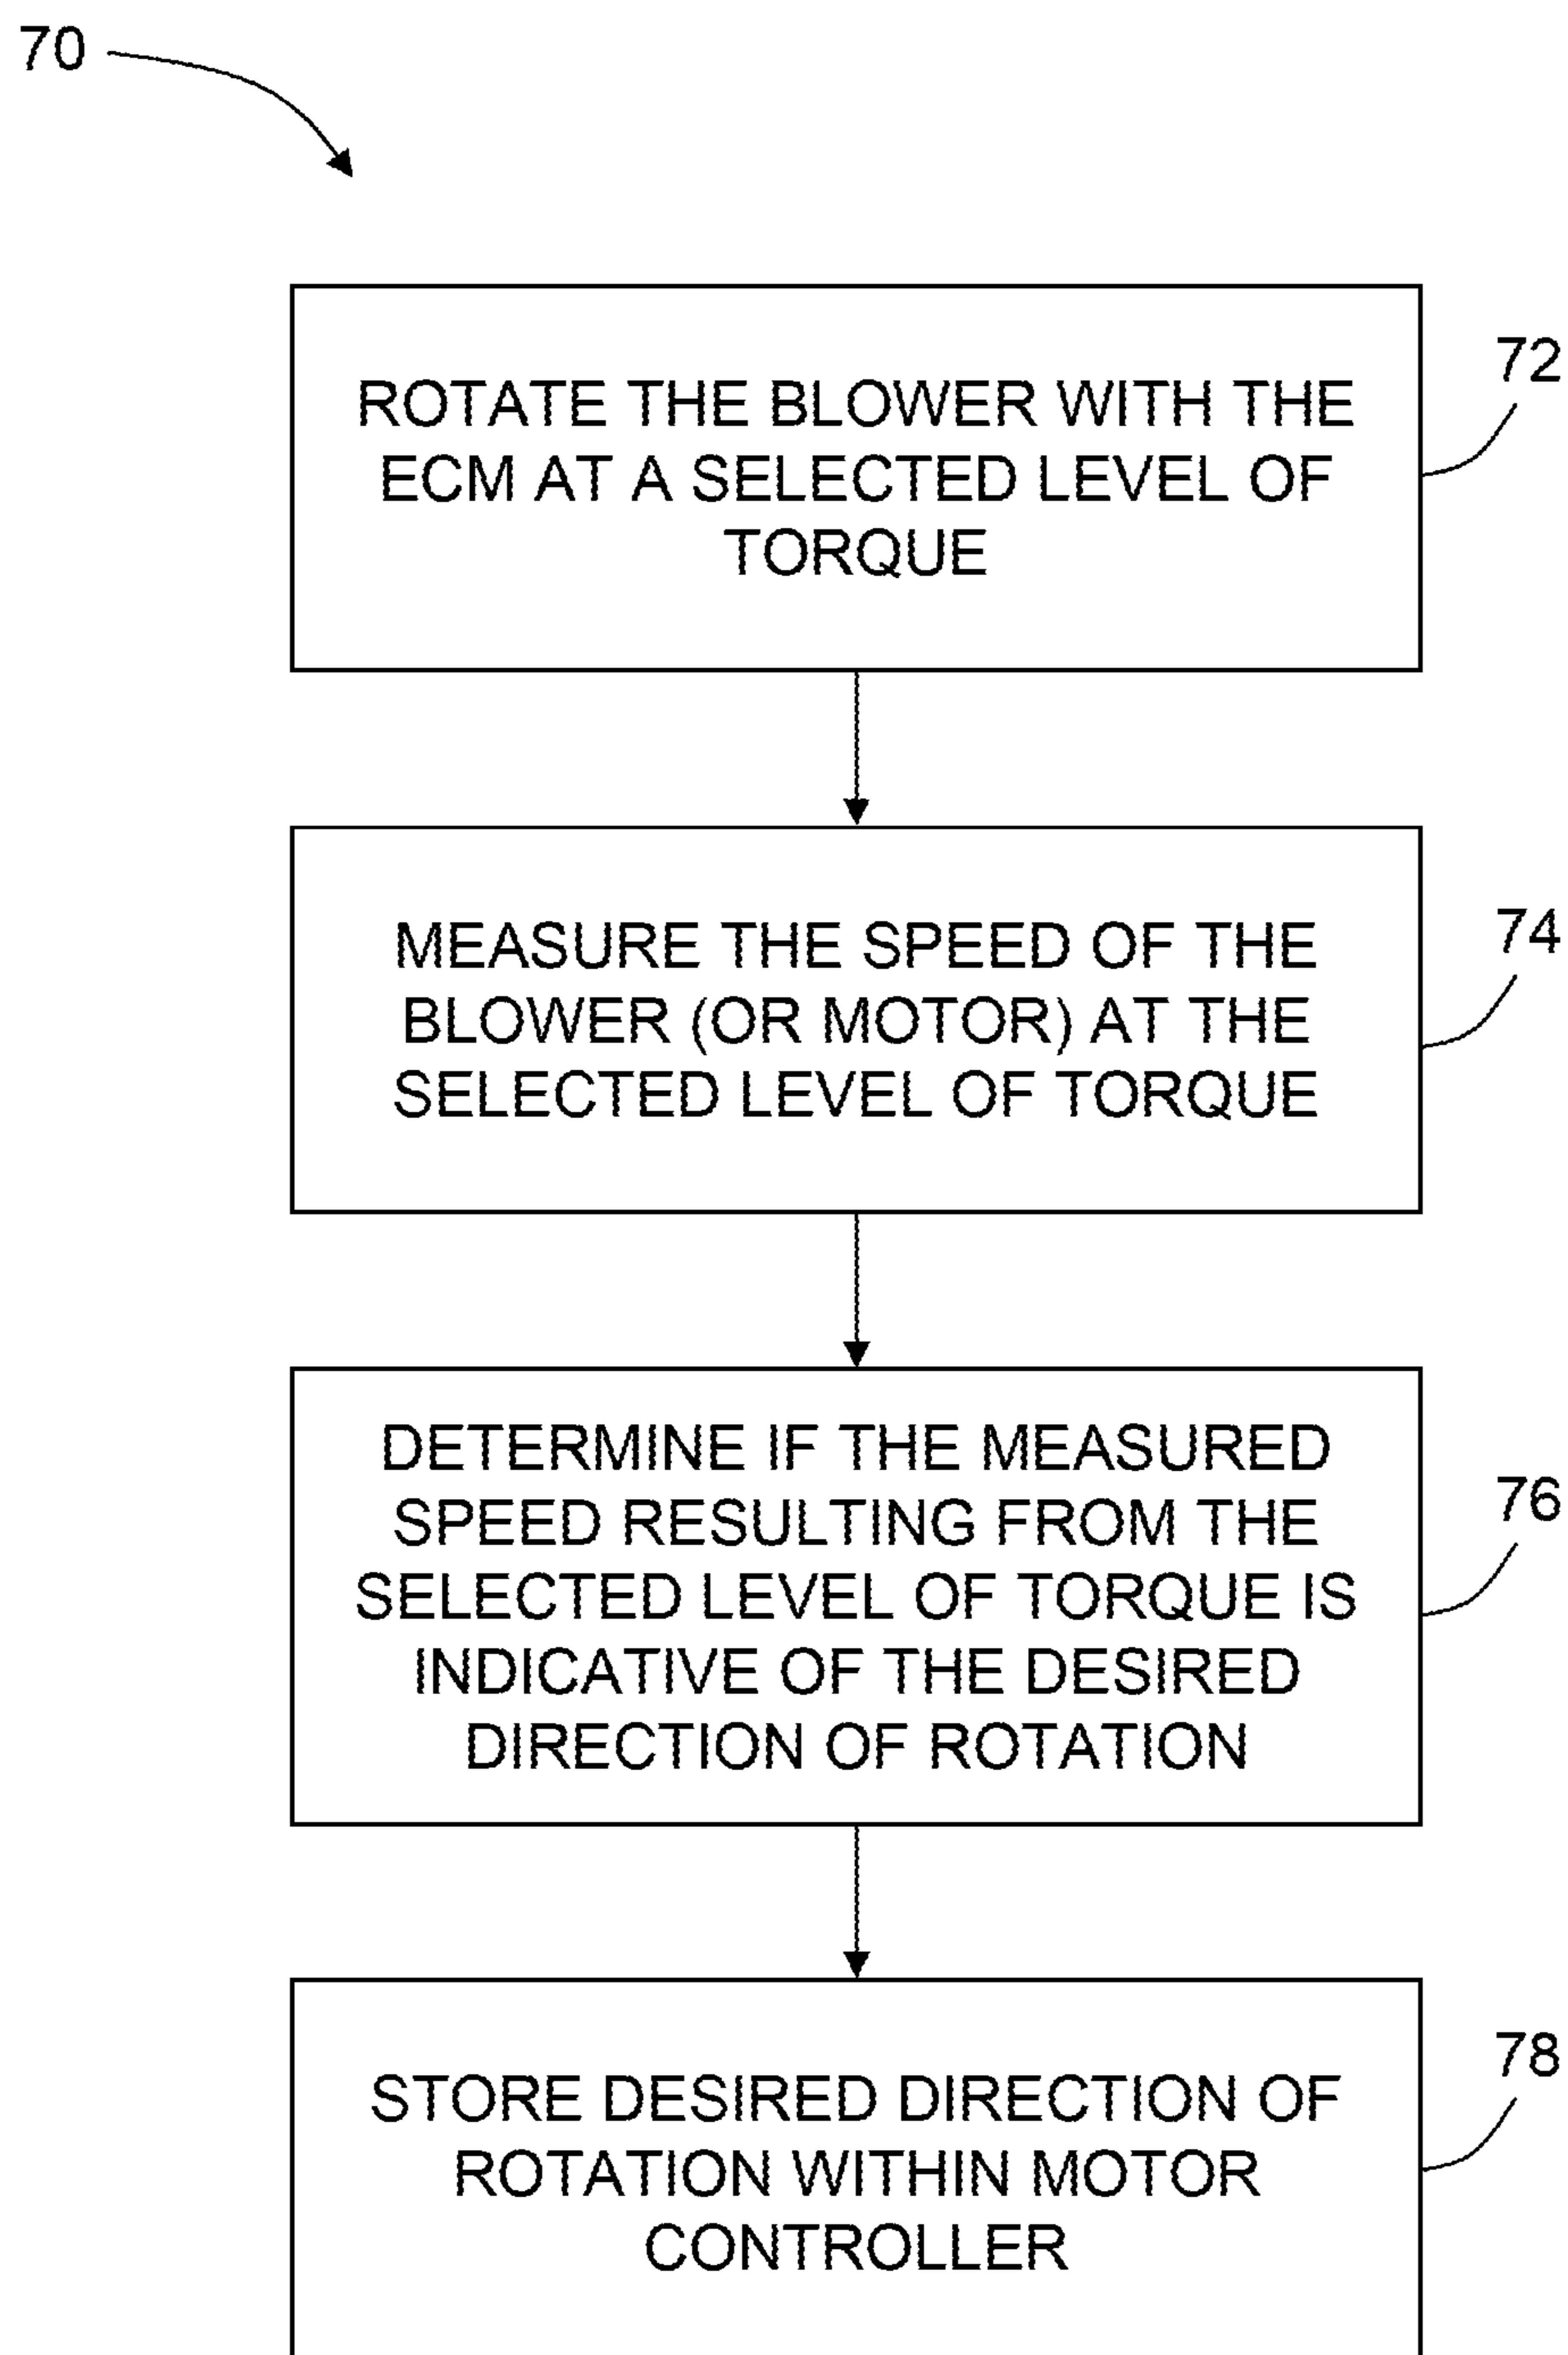 70
ROTATE THE BLOWER WITH THE
ECM AT A SELECTED LEVEL OF
TORQUE
72
MEASURE THE SPEED OF THE
BLOWER (OR MOTOR) AT THE
SELECTED LEVEL OF TORQUE
74
DETERMINE IF THE MEASURED
SPEED RESULTING FROM THE
SELECTED LEVEL OF TORQUE IS
INDICATIVE OF THE DESIRED
DIRECTION OF ROTATION
76
STORE DESIRED DIRECTION OF
ROTATION WITHIN MOTOR
CONTROLLER
78